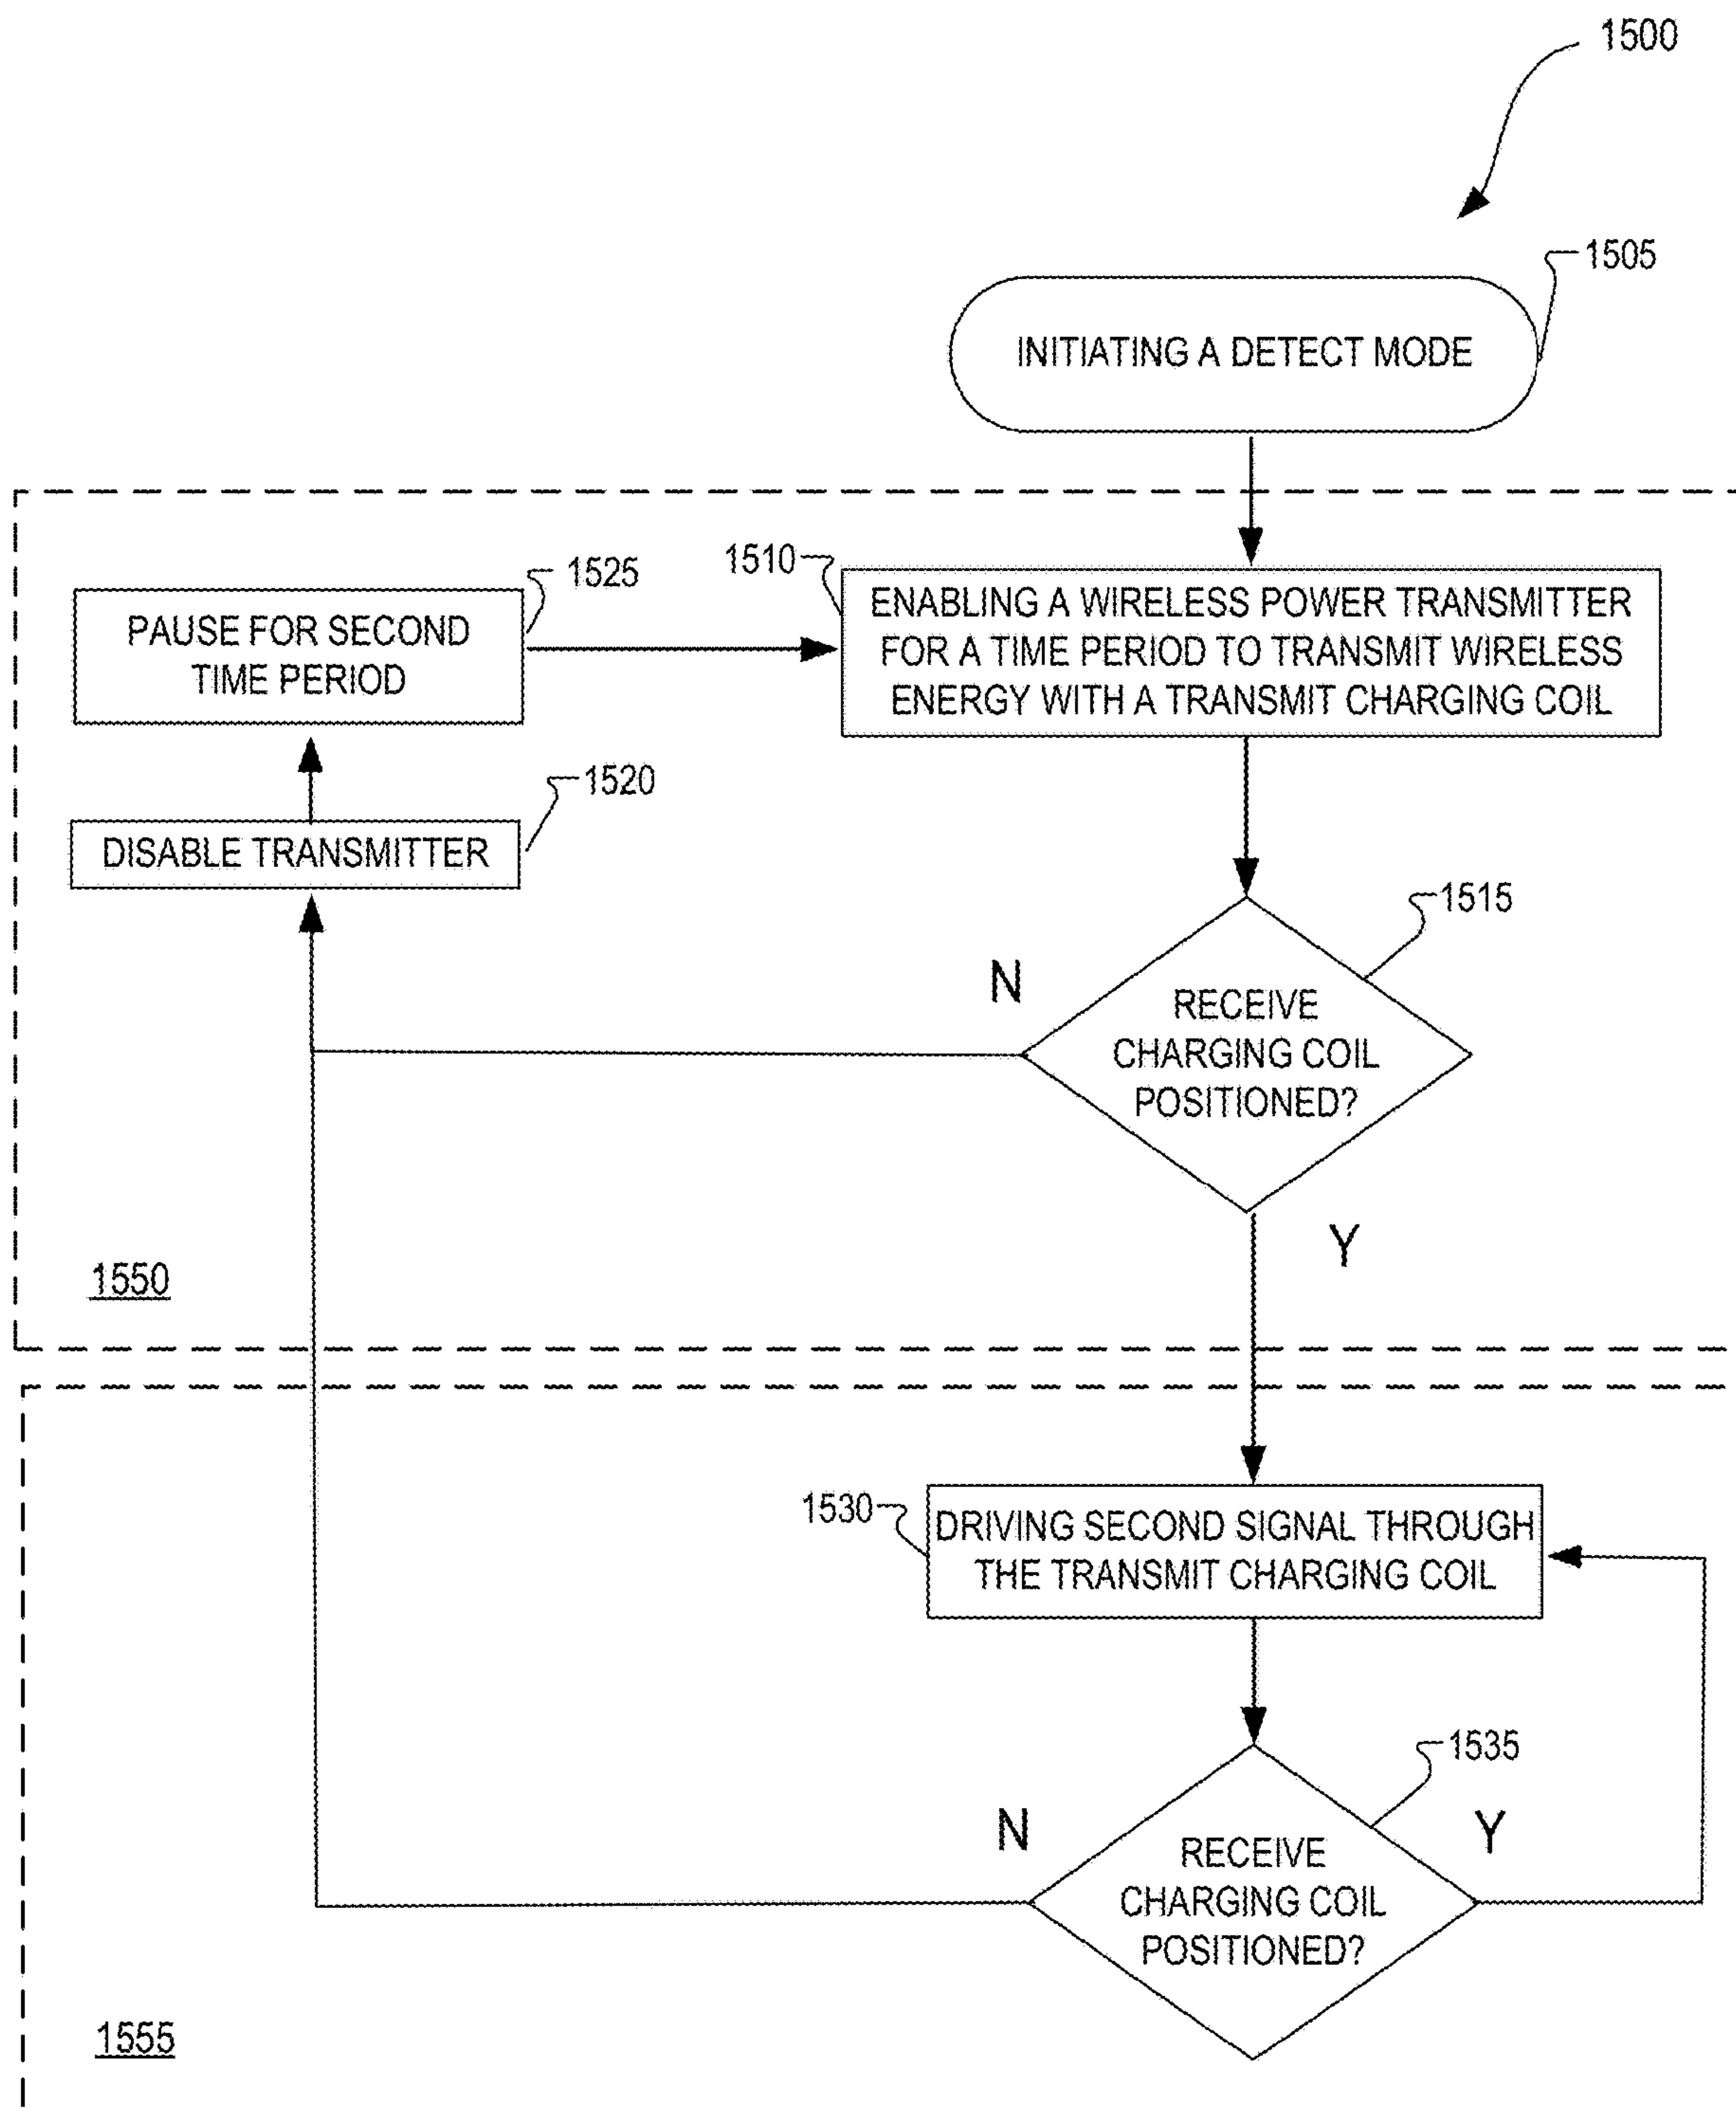 1500
1505
INITIATING A DETECT MODE
1525
1510
PAUSE FOR SECOND
TIME PERIOD
ENABLING A WIRELESS POWER TRANSMITTER
FOR A TIME PERIOD TO TRANSMIT WIRELESS
ENERGY WITH A TRANSMIT CHARGING COIL
1520
DISABLE TRANSMITTER
1515
N
RECEIVE
CHARGING COIL
POSITIONED?
Y
1550
1530
DRIVING SECOND SIGNAL THROUGH
THE TRANSMIT CHARGING COIL
1535
N
Y
RECEIVE
CHARGING COIL
POSITIONED?
1555